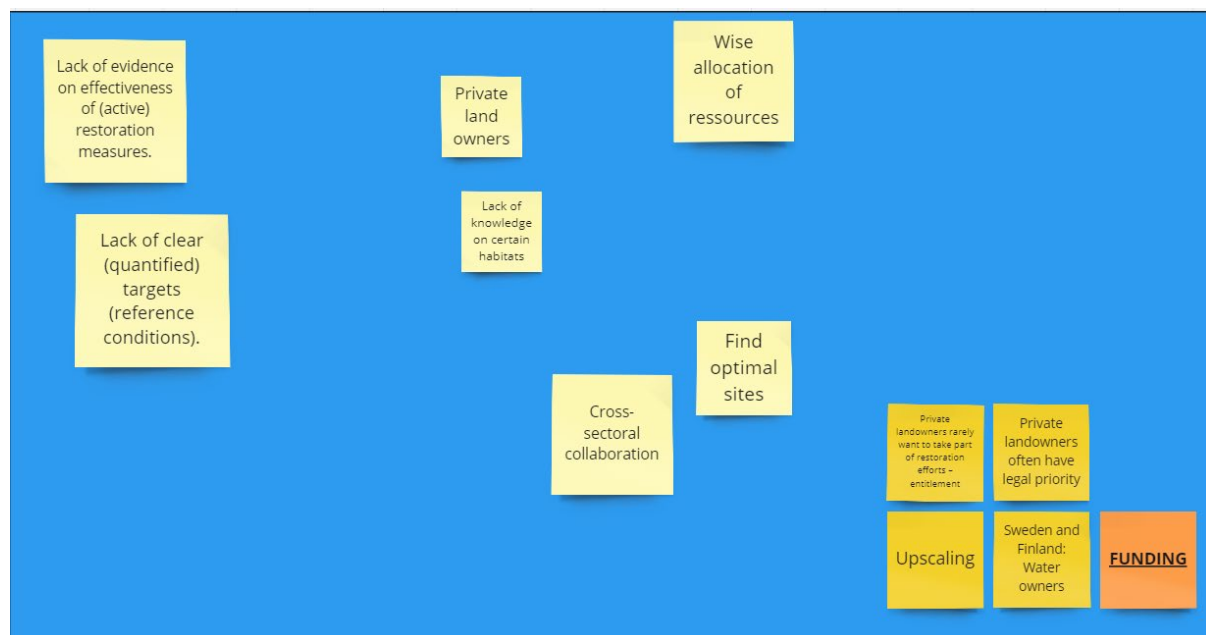 Lack of evidence
on effectiveness
of (active)
restoration
measures.
Lack of clear
(quantified)
targets
(reference
conditions).
Private
land
owners
Lack of
knowledge
on certain
habitats
Wise
allocation
of
ressources
Find
optimal
sites
Cross-
sectoral
collaboration
Private
landowners rarely
want to take part
of restoration
efforts –
entitlement
Private
landowners
often have
legal priority
Upscaling
Sweden and
Finland:
Water
owners
FUNDING